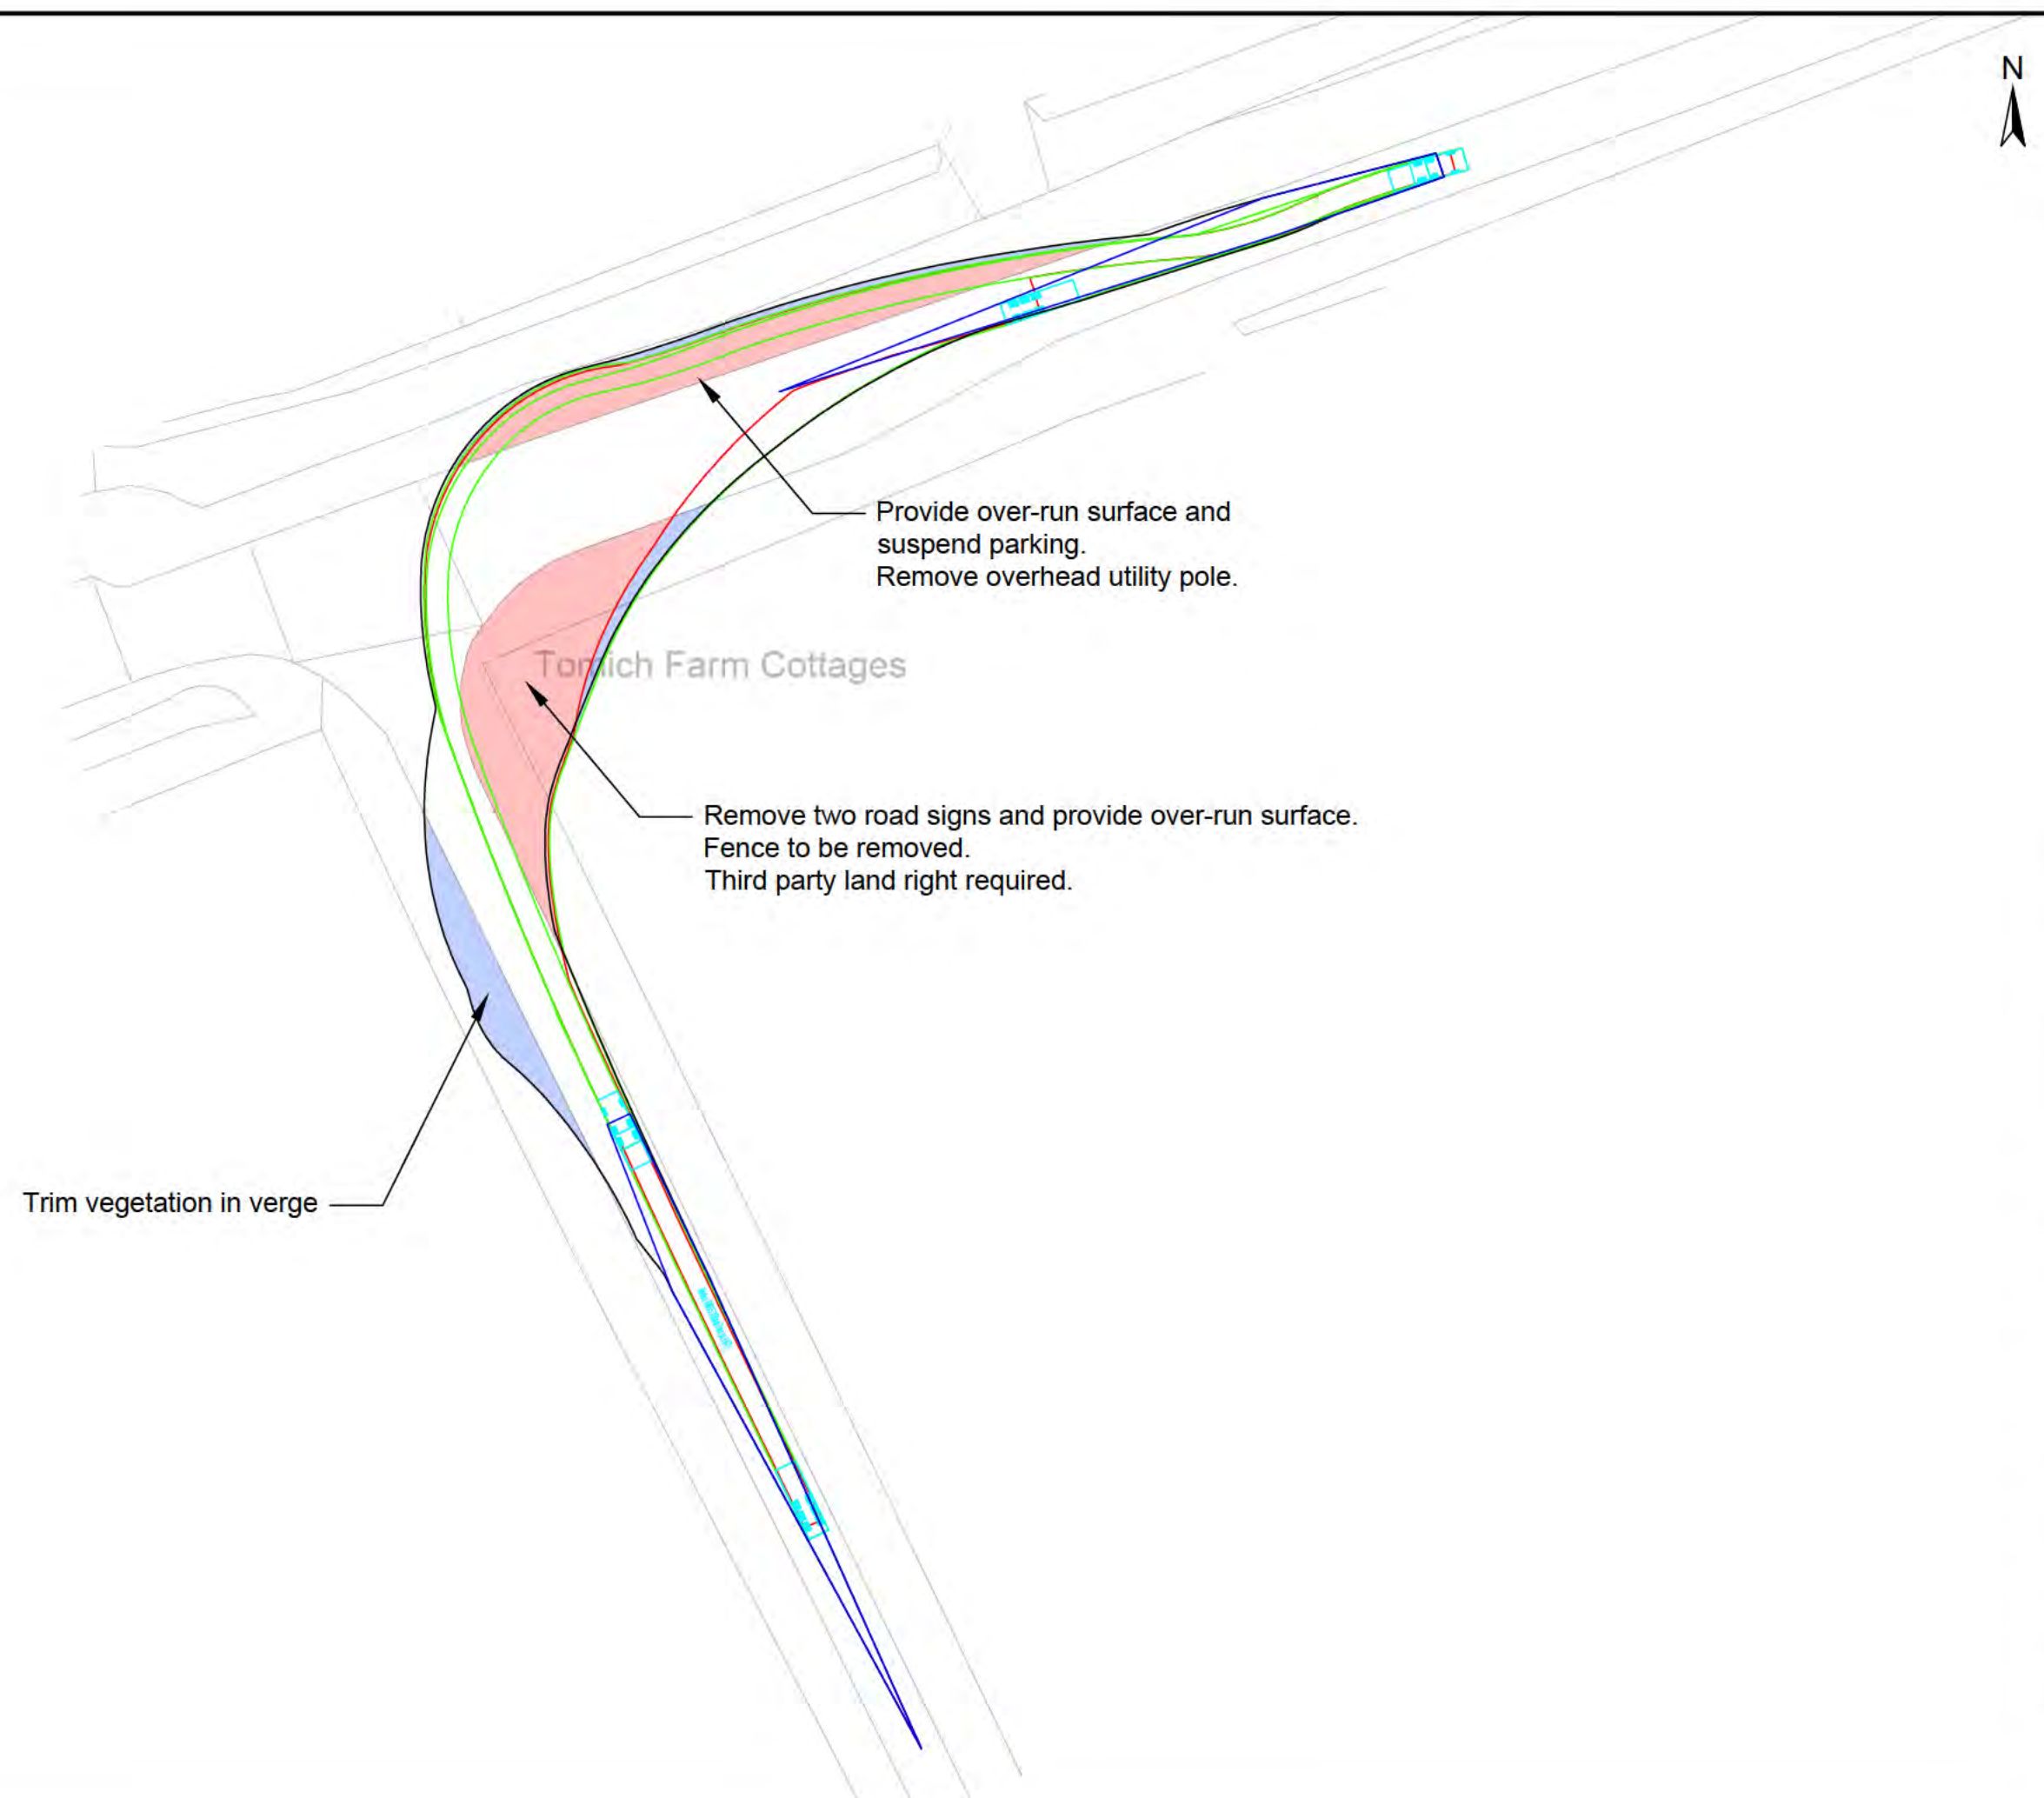 N
Provide over-run surface and
suspend parking.
Remove overhead utility pole.
Tomich Farm Cottages
Remove two road signs and provide over-run surface.
Fence to be removed.
Third party land right required.
Trim vegetation in verge